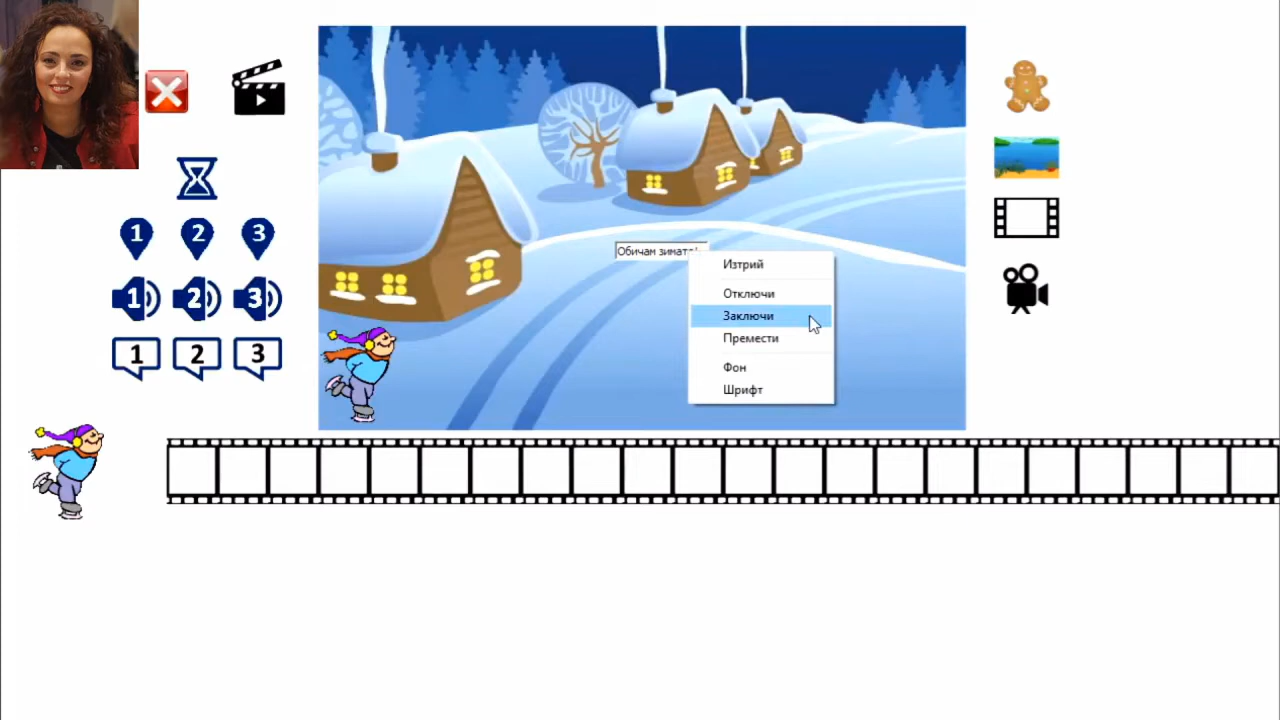 1 2 3
1 2 3
1 2 3
Обичам зимата!
Изтрий
Отключи
Заключи
Премести
Фон
Шрифт